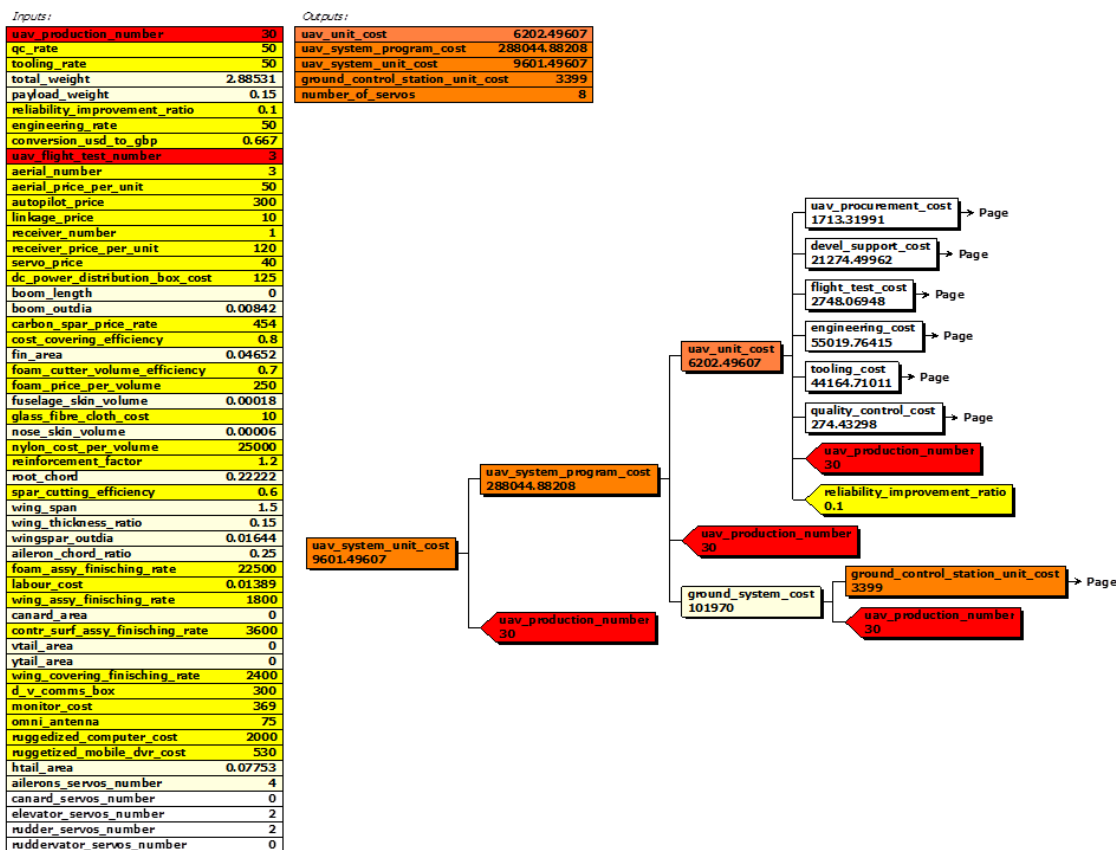 Inputs:
uav_production_number 30
qc_rate 50
tooling_rate 50
total_weight 2.88531
payload_weight 0.15
reliability_improvement_ratio 0.1
engineering_rate 50
conversion_usd_to_gbp 0.667
uav_flight_test_number 3
aerial_number 3
aerial_price_per_unit 50
autopilot_price 300
linkage_price 10
receiver_number 1
receiver_price_per_unit 120
servo_price 40
dc_power_distribution_box_cost 125
boom_length 0
boom_outdia 0.00842
carbon_spar_price_rate 454
cost_covering_efficiency 0.8
fin_area 0.04652
foam_cutter_volume_efficiency 0.7
foam_price_per_volume 250
fuselage_skin_volume 0.00018
glass_fibre_cloth_cost 10
nose_skin_volume 0.00006
nylon_cost_per_volume 25000
reinforcement_factor 1.2
root_chord 0.22222
spar_cutting_efficiency 0.6
wing_span 1.5
wing_thickness_ratio 0.15
wingspar_outdia 0.01644
aileron_chord_ratio 0.25
foam_assy_finisching_rate 22500
labour_cost 0.01389
wing_assy_finisching_rate 1800
canard_area 0
contr_surf_assy_finisching_rate 3600
vtail_area 0
ytail_area 0
wing_covering_finisching_rate 2400
d_v_comms_box 300
monitor_cost 369
omni_antenna 75
ruggedized_computer_cost 2000
ruggetized_mobile_dvr_cost 530
htail_area 0.07753
ailerons_servos_number 4
canard_servos_number 0
elevator_servos_number 2
rudder_servos_number 2
ruddervator_servos_number 0
Outputs:
uav_unit_cost 6202.49607
uav_system_program_cost 288044.88208
uav_system_unit_cost 9601.49607
ground_control_station_unit_cost 3399
number_of_servos 8
uav_system_unit_cost
9601.49607
uav_system_program_cost
288044.88208
uav_production_number
30
uav_unit_cost
6202.49607
uav_production_number
30
ground_system_cost
101970
uav_procurement_cost
1713.31991
Page
devel_support_cost
21274.49962
Page
flight_test_cost
2748.06948
Page
engineering_cost
55019.76415
Page
tooling_cost
44164.71011
Page
quality_control_cost
274.43298
Page
uav_production_number
30
reliability_improvement_ratio
0.1
ground_control_station_unit_cost
3399
Page
uav_production_number
30